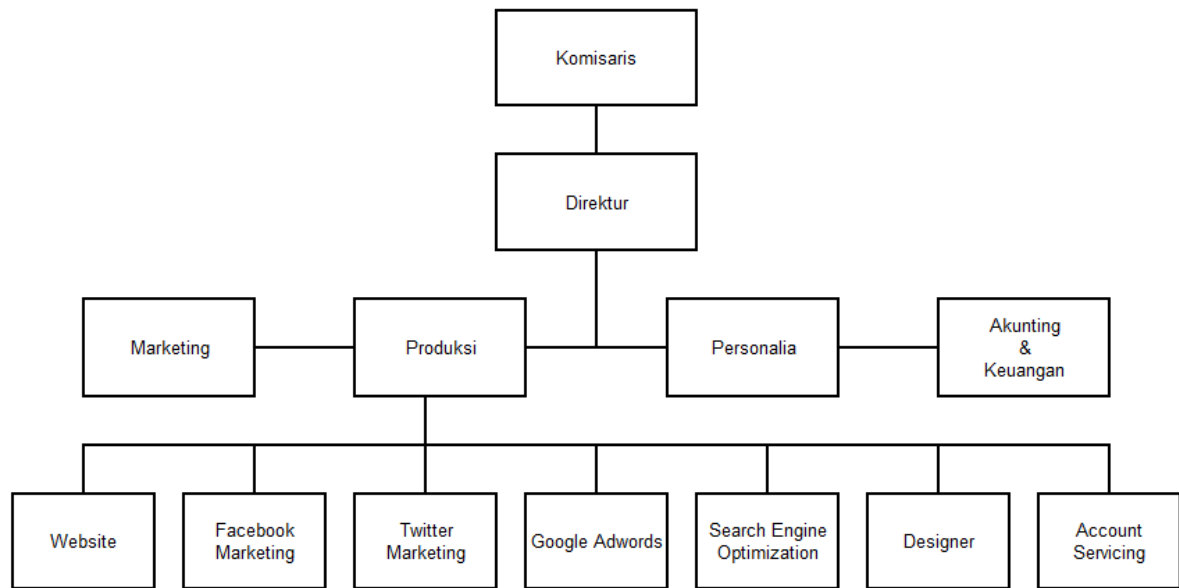 Komisaris
Direktur
Marketing
Produksi
Personalia
Akunting
&
Keuangan
Website
Facebook
Marketing
Twitter
Marketing
Google Adwords
Search Engine
Optimization
Designer
Account
Servicing